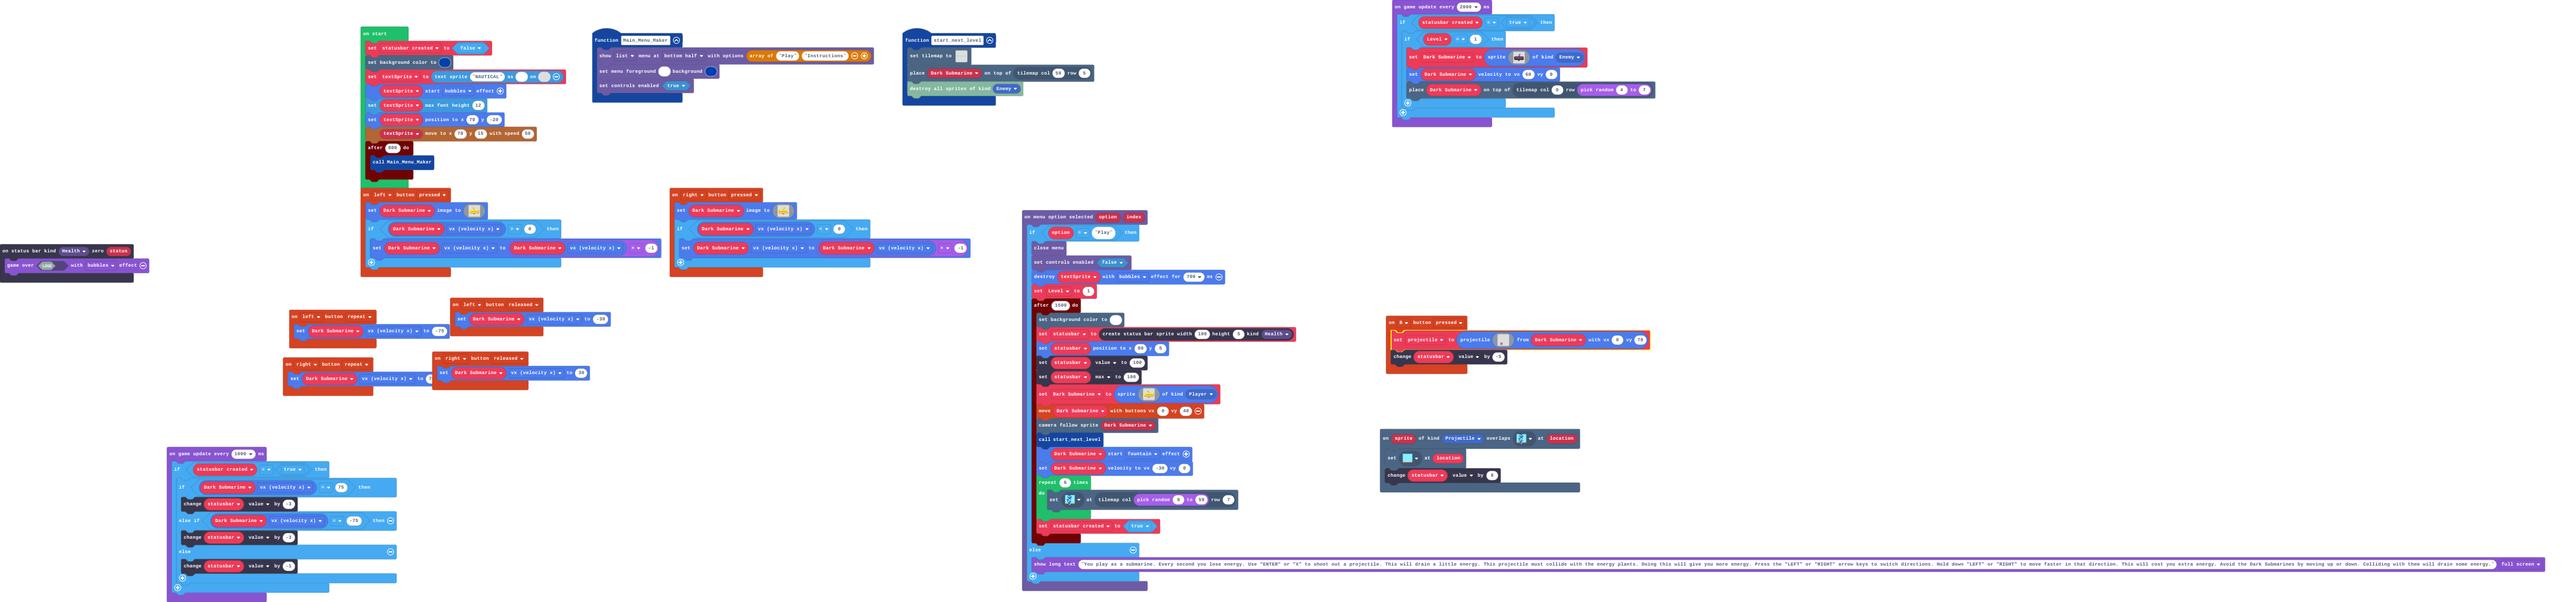 on start
set statusbar created to false
set background color to
set textSprite to text sprite "NAUTICAL" as on
textSprite start bubbles effect
set textSprite max font height 12
set textSprite position to x 78 y -20
textSprite move to x 78 y 15 with speed 50
after 800 do
call Main_Menu_Maker
function Main_Menu_Maker
show list menu at bottom half with options array of "Play" "Instructions"
set menu foreground background
set controls enabled true
function start_next_level
set tilemap to
place Dark Submarine on top of tilemap col 59 row 5
destroy all sprites of kind Enemy
on game update every 2000 ms
if statusbar created = true then
if Level = 1 then
set Dark Submarine to sprite of kind Enemy
set Dark Submarine velocity to vx 60 vy 0
place Dark Submarine on top of tilemap col 0 row pick random 4 to 7
on left button pressed
set Dark Submarine image to
if Dark Submarine vx (velocity x) > 0 then
set Dark Submarine vx (velocity x) to Dark Submarine vx (velocity x) × -1
on right button pressed
set Dark Submarine image to
if Dark Submarine vx (velocity x) < 0 then
set Dark Submarine vx (velocity x) to Dark Submarine vx (velocity x) × -1
on status bar kind Health zero status
game over LOSE with bubbles effect
on left button repeat
set Dark Submarine vx (velocity x) to -75
on left button released
set Dark Submarine vx (velocity x) to -30
on right button repeat
set Dark Submarine vx (velocity x) to
on right button released
set Dark Submarine vx (velocity x) to 30
on menu option selected option index
if option = "Play" then
close menu
set controls enabled false
destroy textSprite with bubbles effect for 700 ms
set Level to 1
after 1500 do
set background color to
set statusbar to create status bar sprite width 100 height 5 kind Health
set statusbar position to x 80 y 5
set statusbar value to 100
set statusbar max to 100
set Dark Submarine to sprite of kind Player
move Dark Submarine with buttons vx 0 vy 40
camera follow sprite Dark Submarine
call start_next_level
Dark Submarine start fountain effect
set Dark Submarine velocity to vx -30 vy 0
repeat 5 times
do set at tilemap col pick random 0 to 59 row 7
set statusbar created to true
else
show long text "You play as a submarine. Every second you lose energy. Use "ENTER" or "X" to shoot out a projectile. This will drain a little energy. This projectile must collide with the energy plants. Doing this will give you more energy. Press the "LEFT" or "RIGHT" arrow keys to switch directions. Hold down "LEFT" or "RIGHT" to move faster in that direction. This will cost you extra energy. Avoid the Dark Submarines by moving up or down. Colliding with them will drain some energy." full screen
on B button pressed
set projectile to projectile from Dark Submarine with vx 0 vy 70
change statusbar value by -3
on sprite of kind Projectile overlaps at location
set at location
change statusbar value by
on game update every 1000 ms
if statusbar created = true then
if Dark Submarine vx (velocity x) = 75 then
change statusbar value by -3
else if Dark Submarine vx (velocity x) = -75 then
change statusbar value by -3
else
change statusbar value by -1